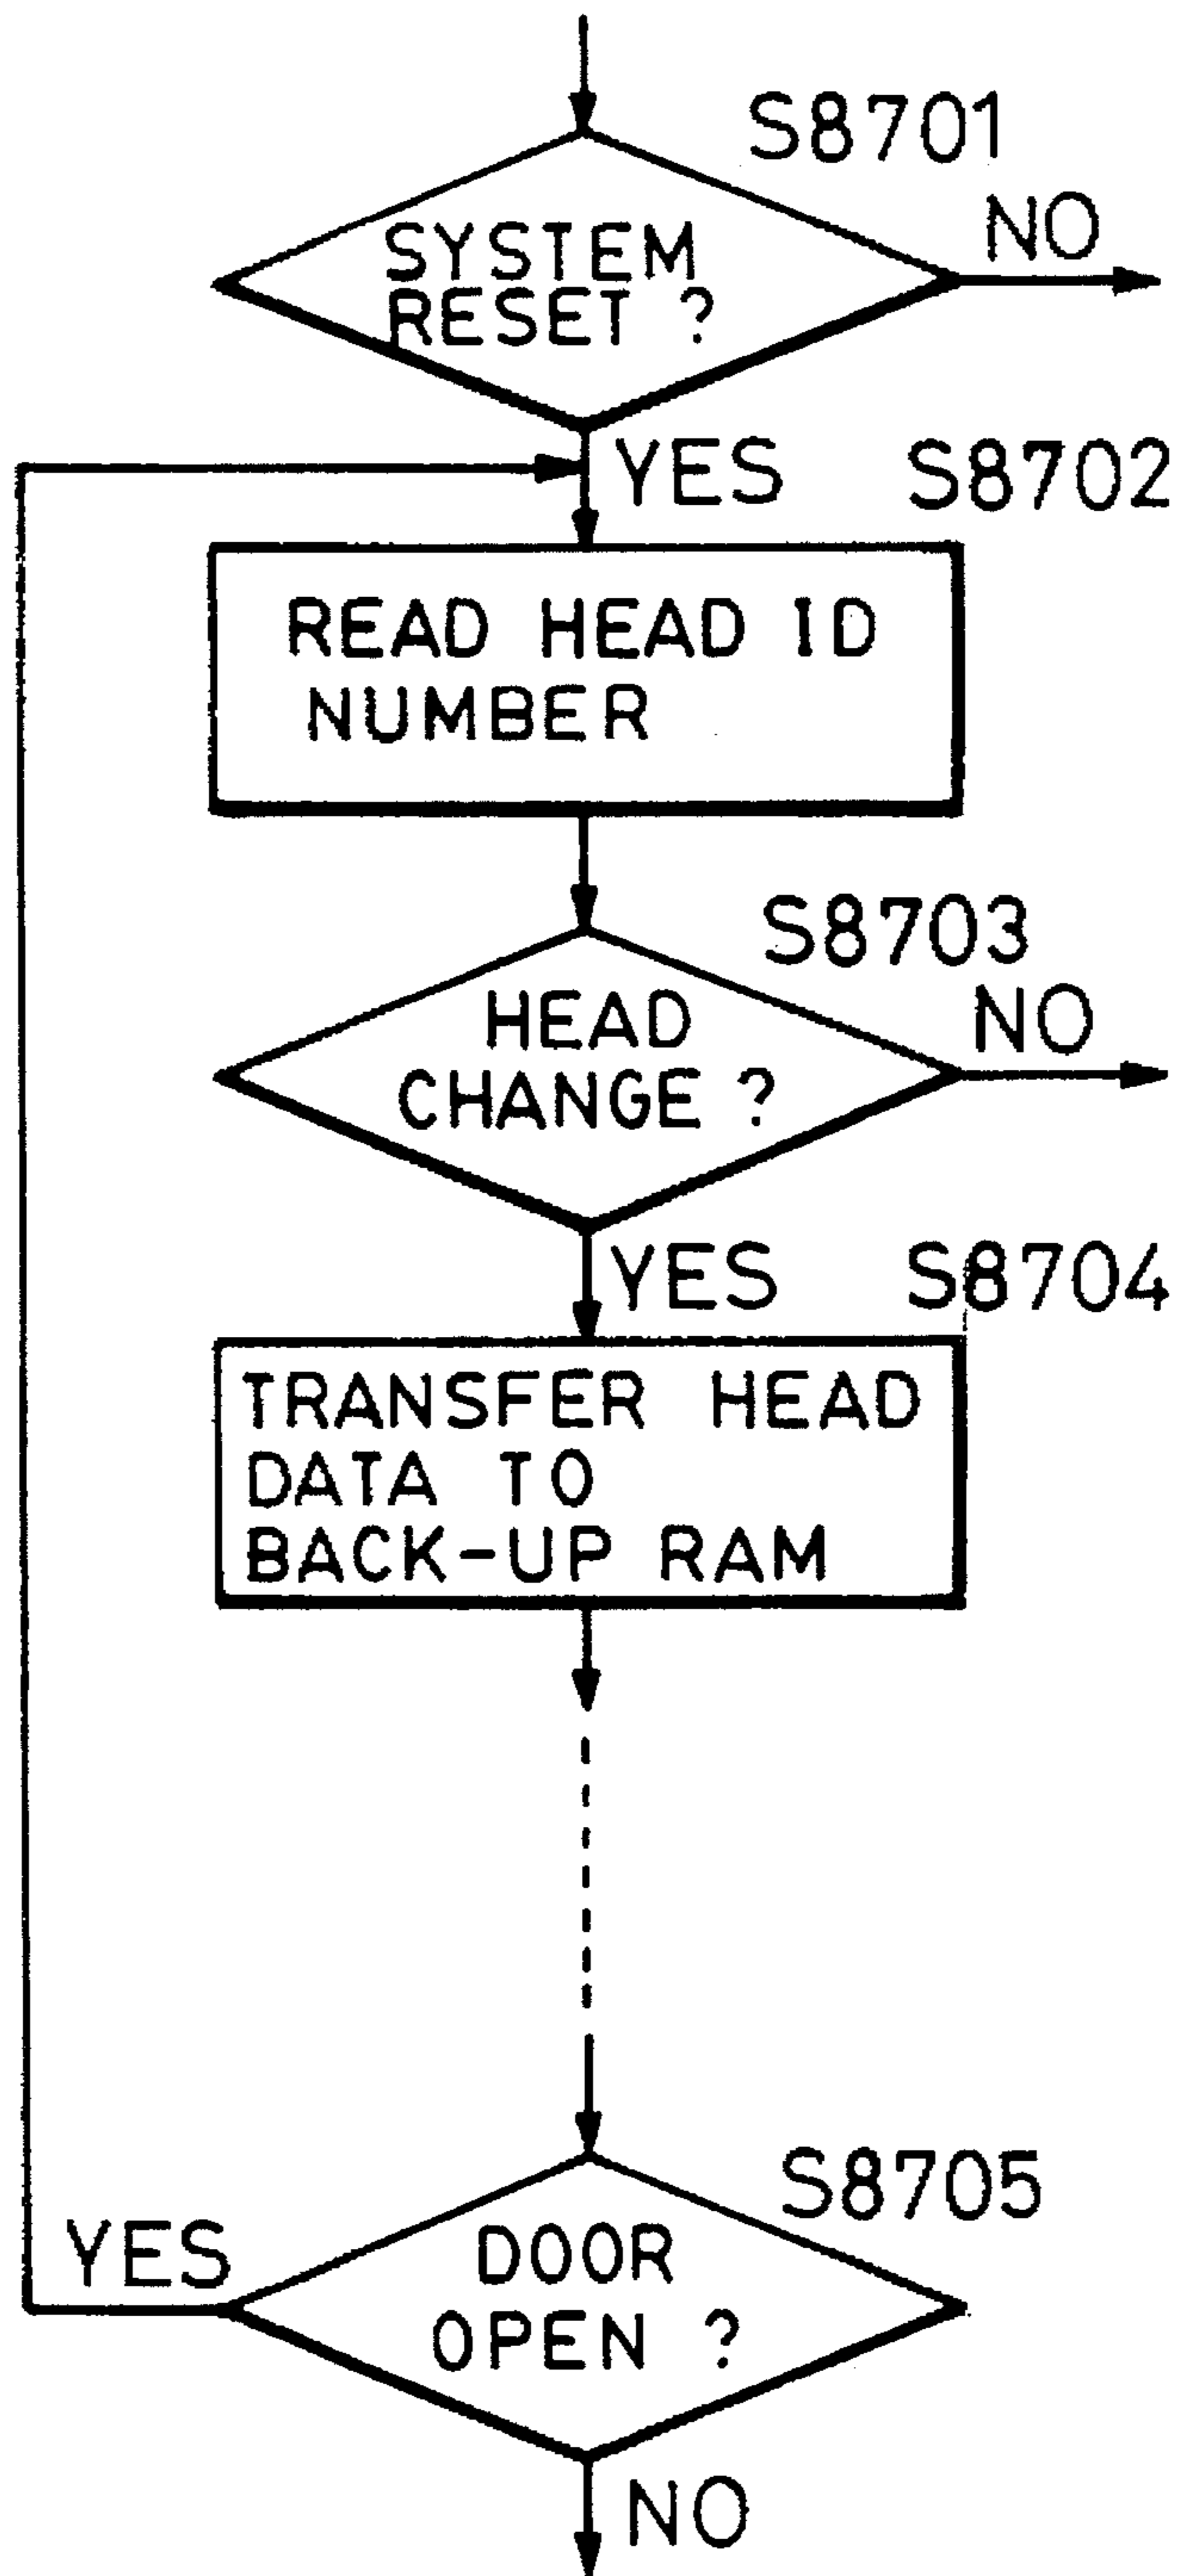 S8701
SYSTEM
RESET ?
NO
YES
S8702
READ HEAD ID
NUMBER
S8703
HEAD
CHANGE ?
NO
YES
S8704
TRANSFER HEAD
DATA TO
BACK-UP RAM
S8705
YES
DOOR
OPEN ?
NO